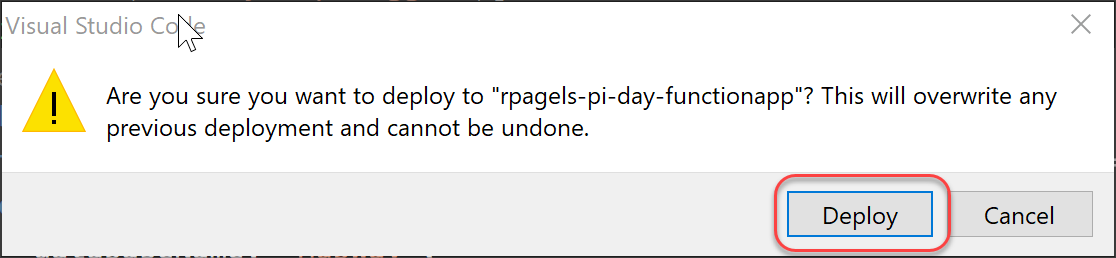 Visual Studio Code
Are you sure you want to deploy to "rpagels-pi-day-functionapp"? This will overwrite any
previous deployment and cannot be undone.
Deploy
Cancel